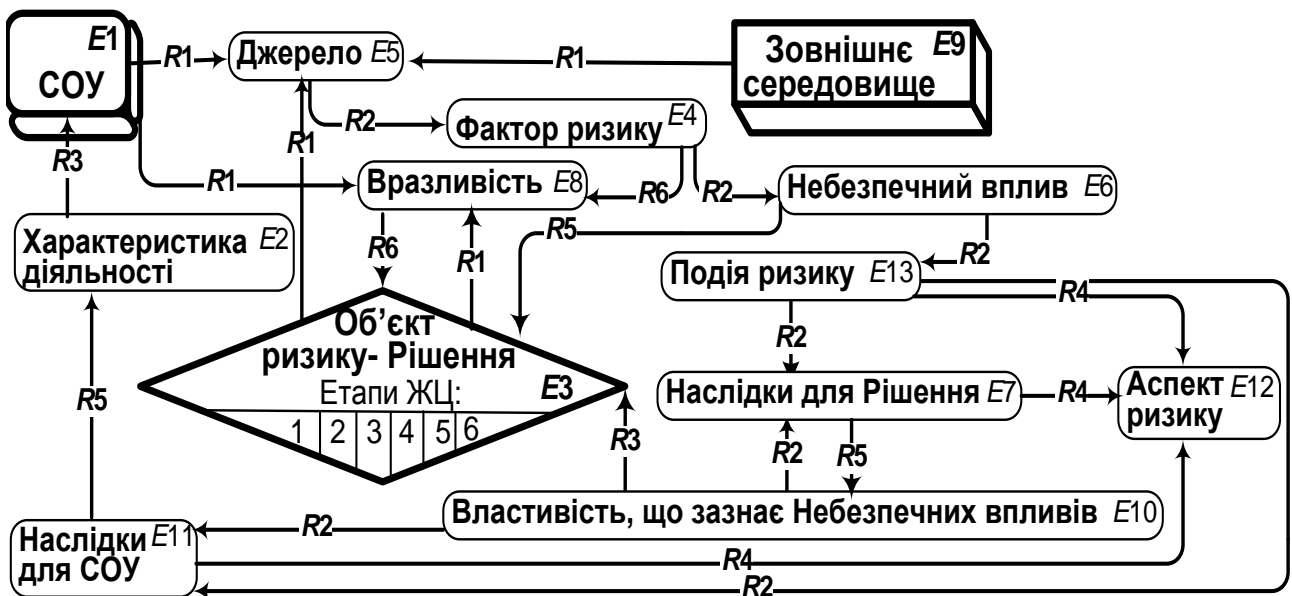 E1
СОУ
R1
Джерело E5
R1
Зовнішнє E9
середовище
R2
Фактор ризику E4
R3
R1
R1
Вразливість E8
R6
R2
Небезпечний вплив E6
Характеристика E2
діяльності
R6
R1
R5
R2
Подія ризику E13
R4
Об’єкт
ризику- Рішення
Етапи ЖЦ: E3
1 2 3 4 5 6
R2
R5
Наслідки для Рішення E7
R4
Аспект E12
ризику
R3
R2
R5
Властивість, що зазнає Небезпечних впливів E10
R2
Наслідки E11
для СОУ
R4
R2